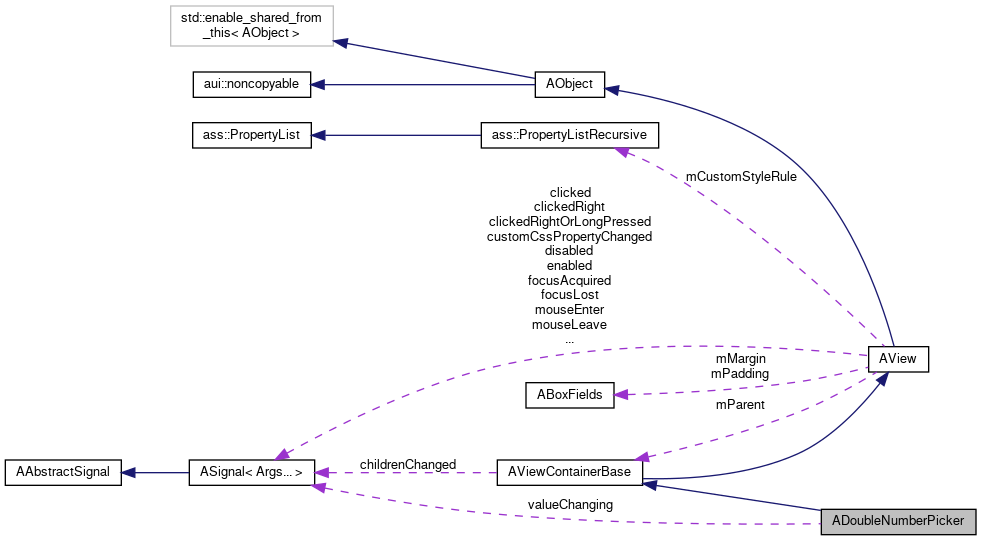 std::enable_shared_from
_this< AObject >
aui::noncopyable
AObject
ass::PropertyList
ass::PropertyListRecursive
mCustomStyleRule
clicked
clickedRight
clickedRightOrLongPressed
customCssPropertyChanged
disabled
enabled
focusAcquired
focusLost
mouseEnter
mouseLeave
...
AView
mMargin
mPadding
ABoxFields
mParent
AAbstractSignal
ASignal< Args... >
childrenChanged
AViewContainerBase
valueChanging
ADoubleNumberPicker